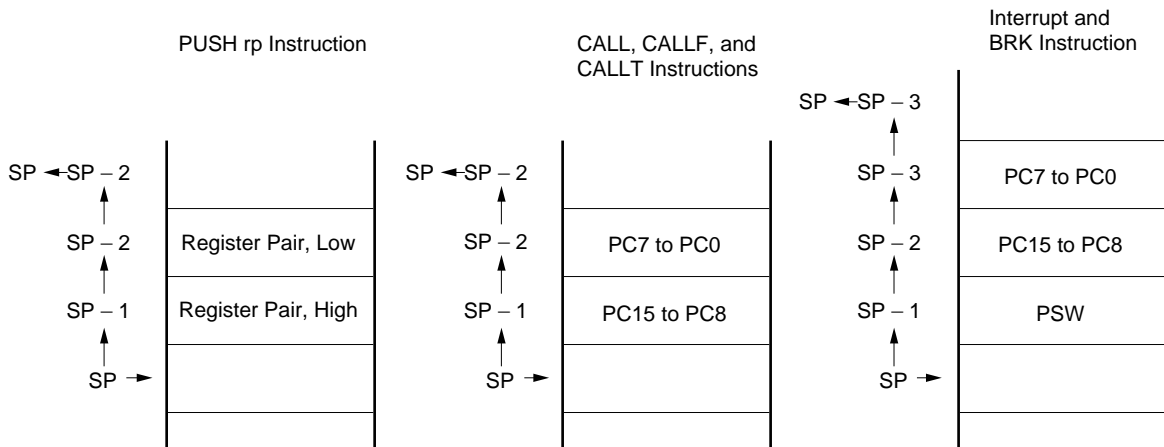 PUSH rp Instruction
SP SP – 2
SP – 2 Register Pair, Low
SP – 1 Register Pair, High
SP
CALL, CALLF, and
CALLT Instructions
SP SP – 2
SP – 2 PC7 to PC0
SP – 1 PC15 to PC8
SP
Interrupt and
BRK Instruction
SP SP – 3
SP – 3 PC7 to PC0
SP – 2 PC15 to PC8
SP – 1 PSW
SP